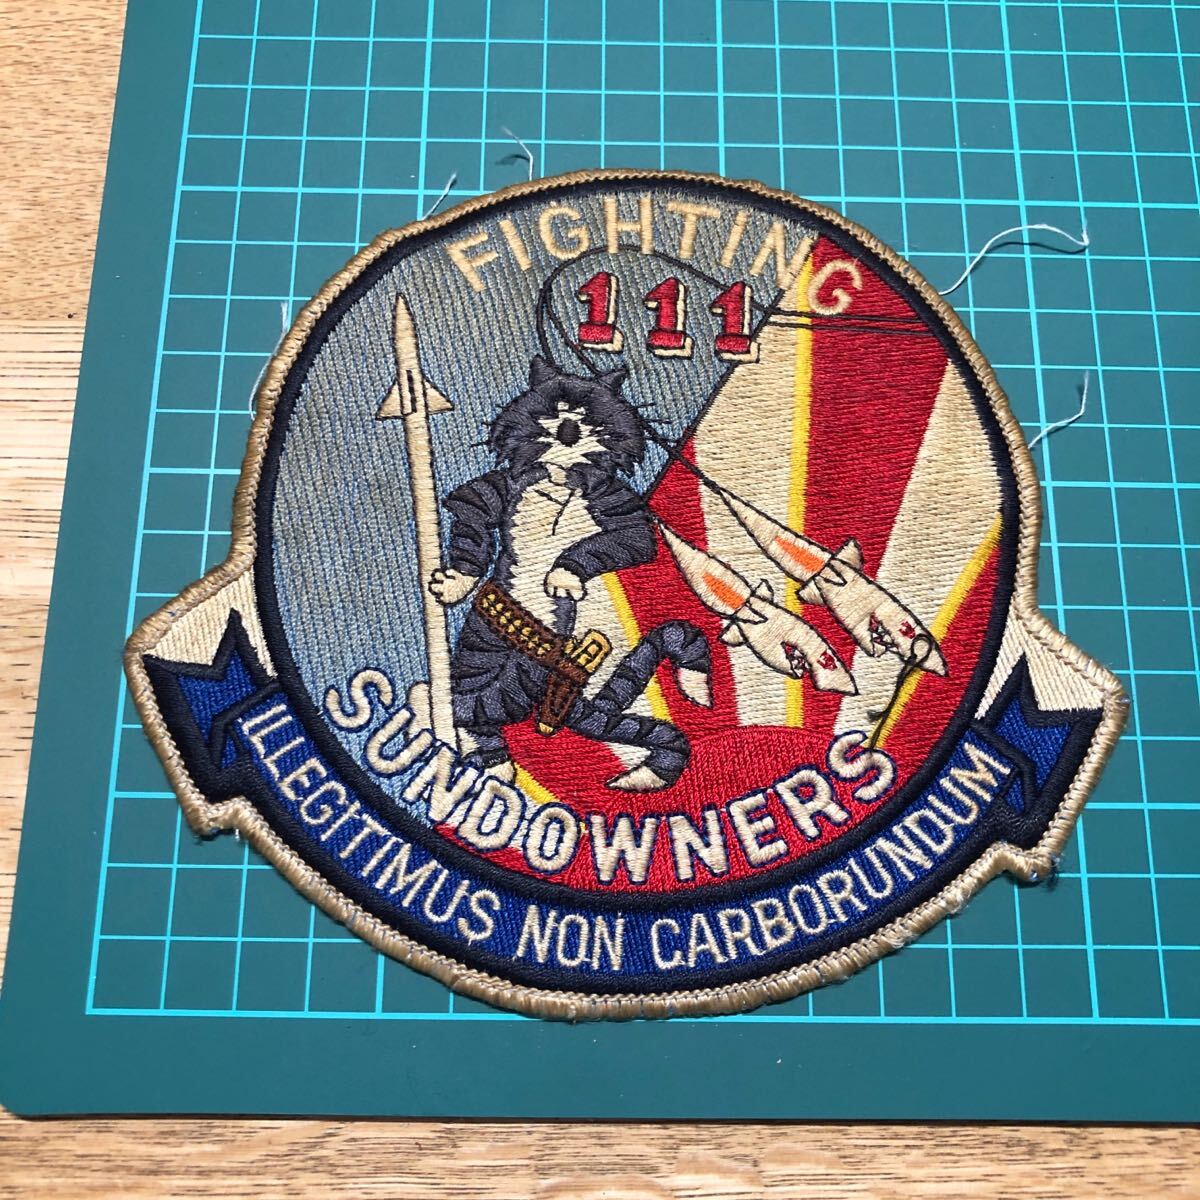 FIGHTING
111
SUNDOWNERS
ILLEGITIMUS NON CARBORUNDUM